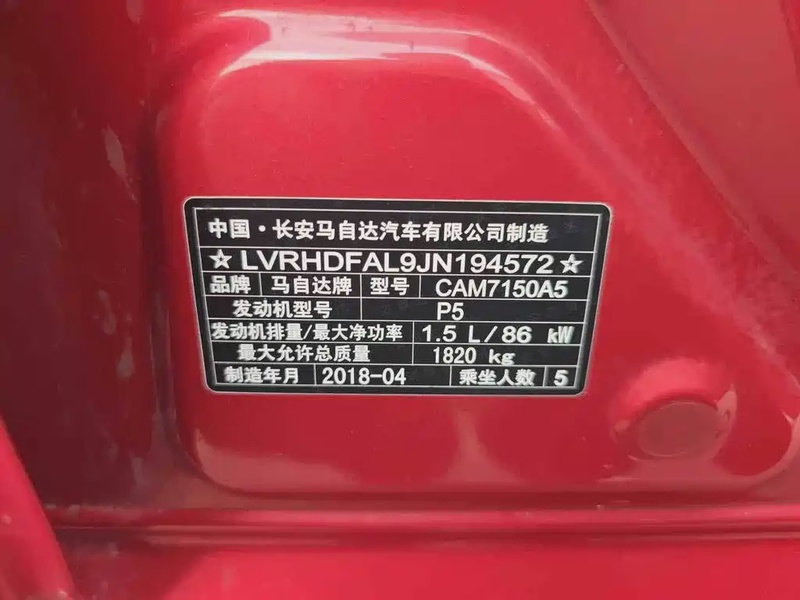 中国·长安马自达汽车有限公司制造
☆LVRHDFAL9JN194572☆
品牌 马自达牌 型号 CAM7150A5
发动机型号 P5
发动机排量/最大净功率 1.5 L/86 kW
最大允许总质量 1820 kg
制造年月 2018-04 乘坐人数 5